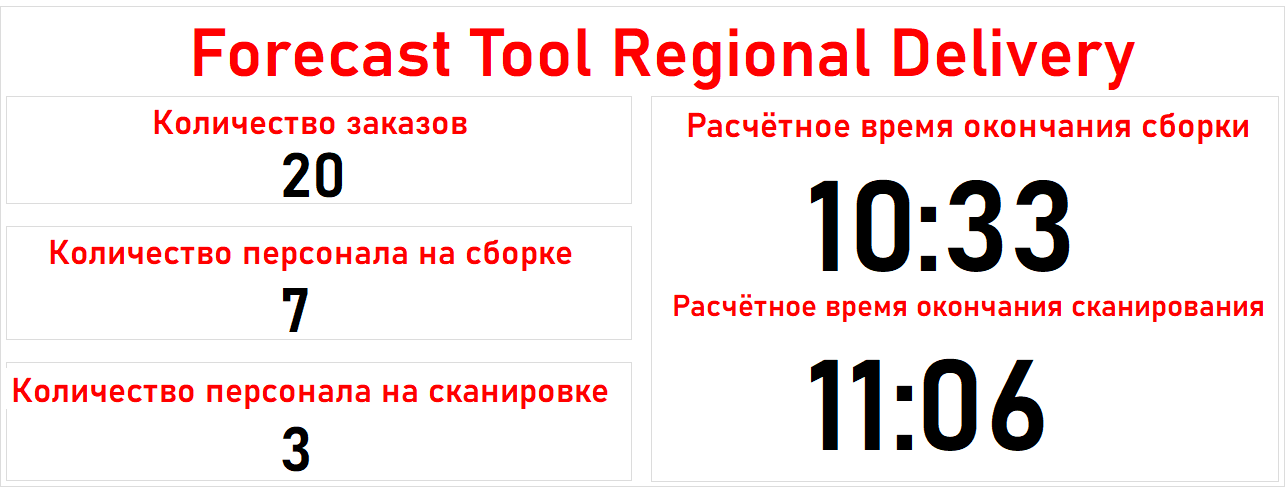 Forecast Tool Regional Delivery
Количество заказов
20
Количество персонала на сборке
7
Количество персонала на сканировке
3
Расчётное время окончания сборки
10:33
Расчётное время окончания сканирования
11:06